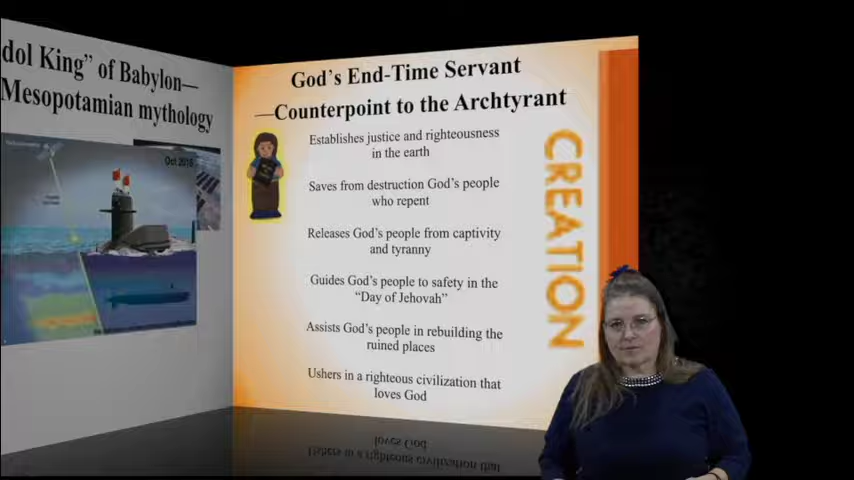 dol King” of Babylon—
Mesopotamian mythology
Oct 2018
God’s End-Time Servant
—Counterpoint to the Archtyrant
Establishes justice and righteousness
in the earth
Saves from destruction God’s people
who repent
Releases God’s people from captivity
and tyranny
Guides God’s people to safety in the
“Day of Jehovah”
Assists God’s people in rebuilding the
ruined places
Ushers in a righteous civilization that
loves God
CREATION